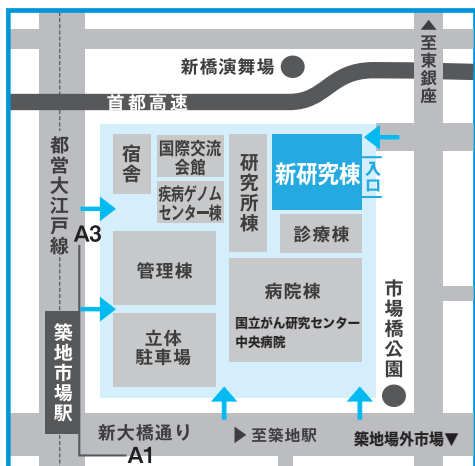 ▲至東銀座
新橋演舞場
首都高速
都営大江戸線
宿舎
国際交流
会館
疾病ゲノム
センター棟
研究所棟
新研究棟
入口
診療棟
A3
管理棟
病院棟
国立がん研究センター
中央病院
立体
駐車場
築地市場駅
市場橋公園
新大橋通り
▶至築地駅
築地場外市場▼
A1